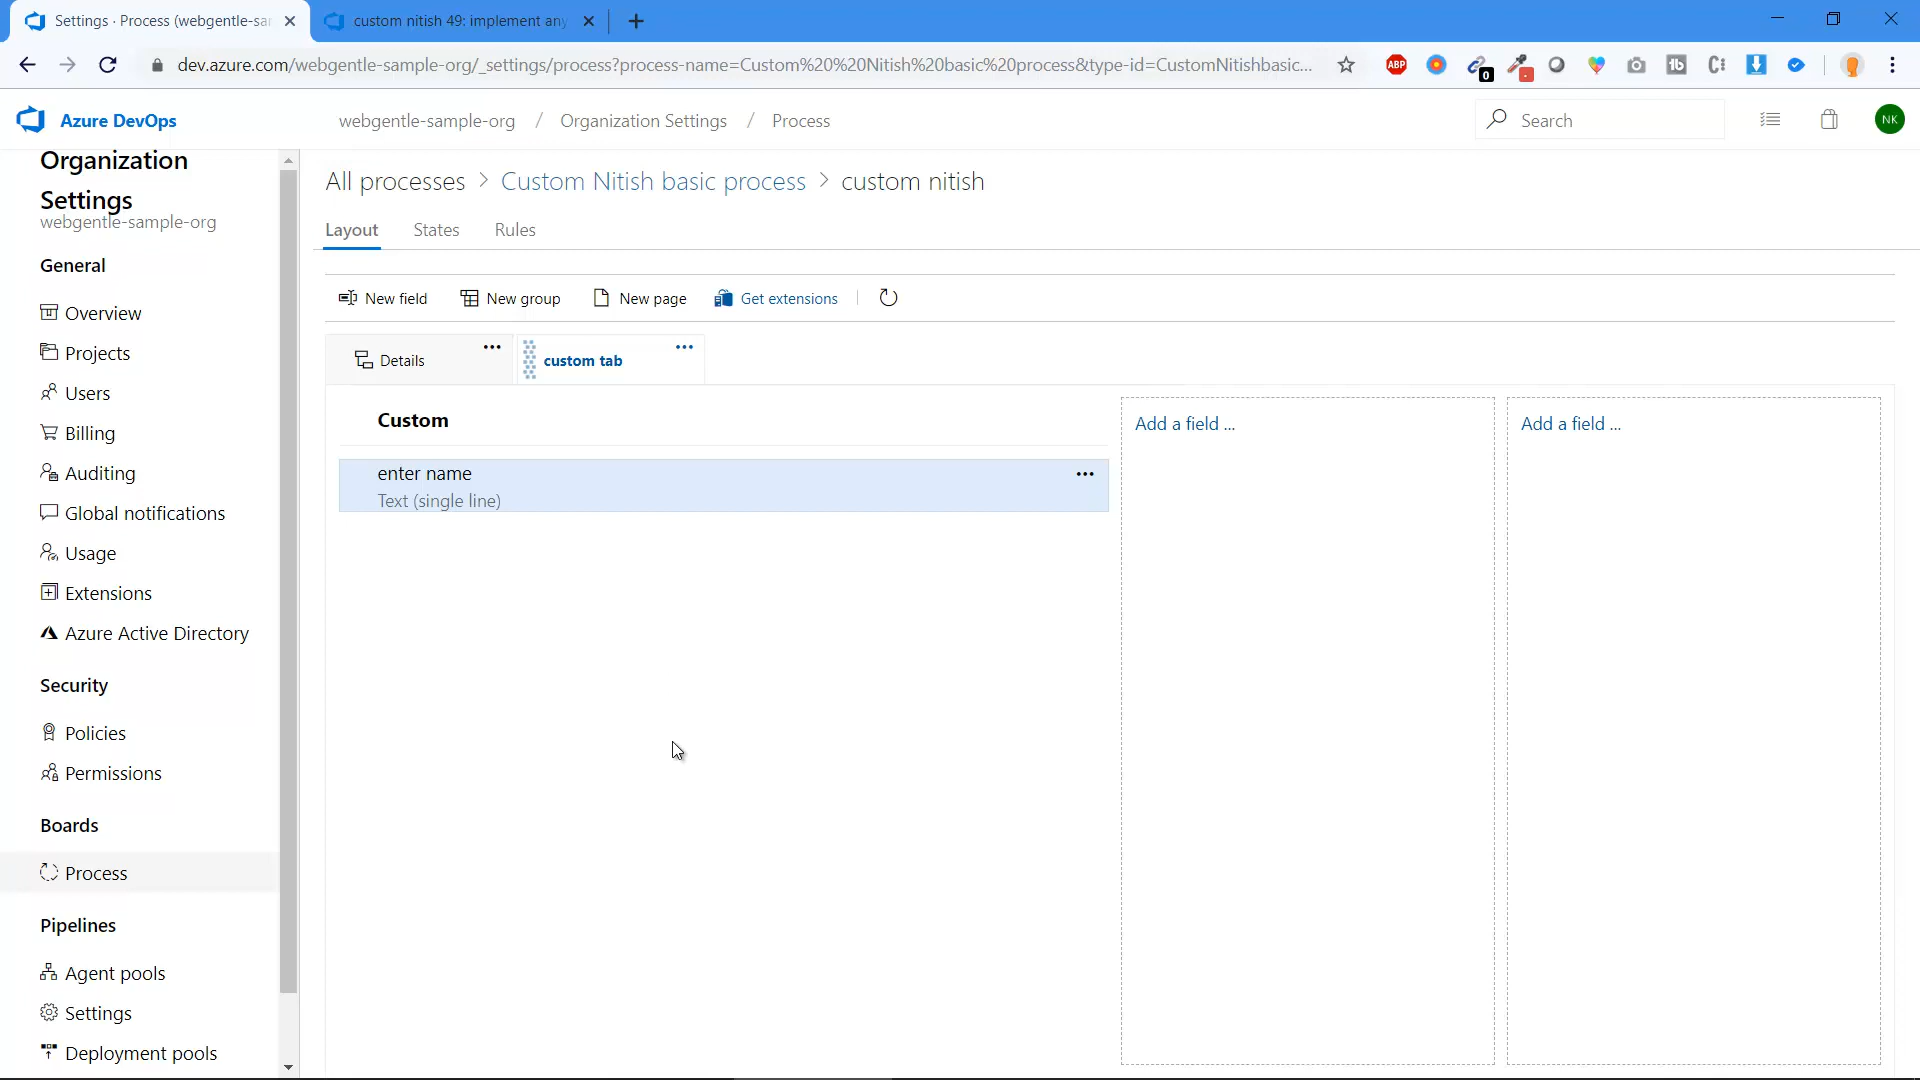 Settings · Process (webgentle-sa
custom nitish 49: implement any
dev.azure.com/webgentle-sample-org/_settings/process?process-name=Custom%20%20Nitish%20basic%20process&type-id=CustomNitishbasic...
ABP
0
Azure DevOps
webgentle-sample-org / Organization Settings / Process
Search
NK
Organization
Settings
webgentle-sample-org
General
Overview
Projects
Users
Billing
Auditing
Global notifications
Usage
Extensions
Azure Active Directory
Security
Policies
Permissions
Boards
Process
Pipelines
Agent pools
Settings
Deployment pools
All processes > Custom Nitish basic process > custom nitish
Layout
States
Rules
New field
New group
New page
Get extensions
Details
custom tab
Custom
enter name
Text (single line)
Add a field ...
Add a field ...